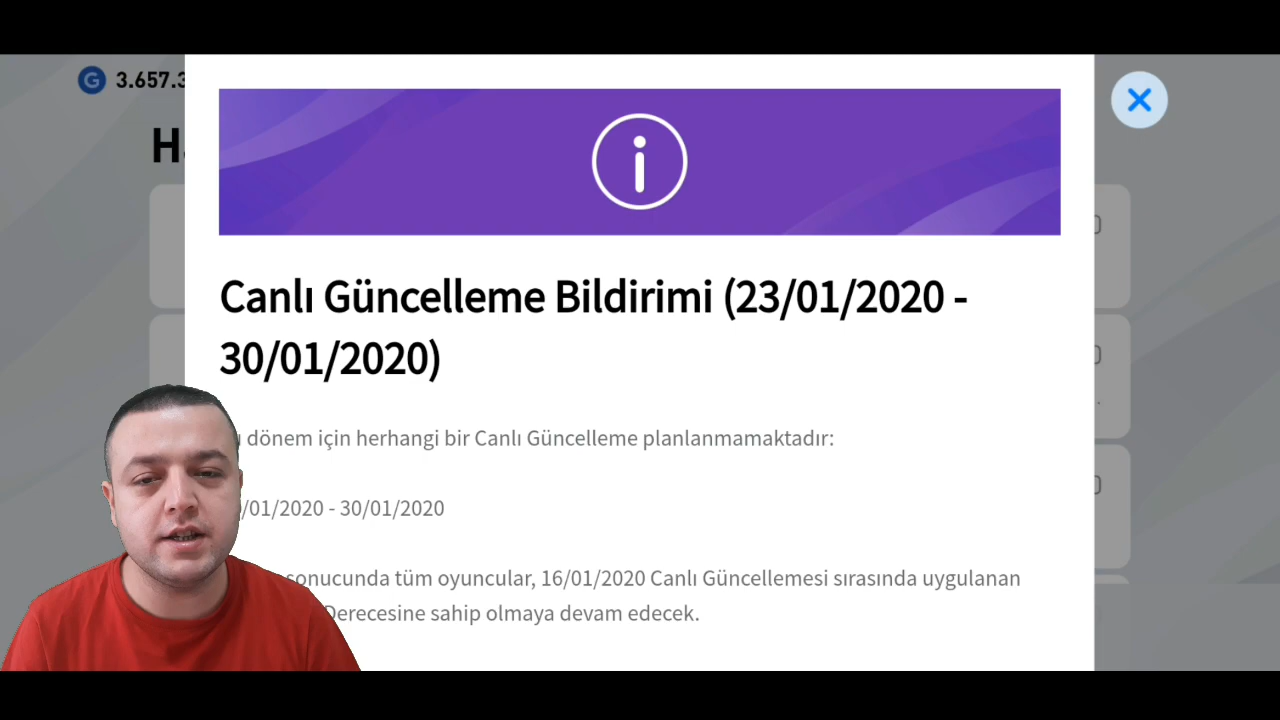 G 3.657.3
H
Canlı Güncelleme Bildirimi (23/01/2020 -
30/01/2020)
dönem için herhangi bir Canlı Güncelleme planlanmamaktadır:
/01/2020 - 30/01/2020
sonucunda tüm oyuncular, 16/01/2020 Canlı Güncellemesi sırasında uygulanan
Derecesine sahip olmaya devam edecek.